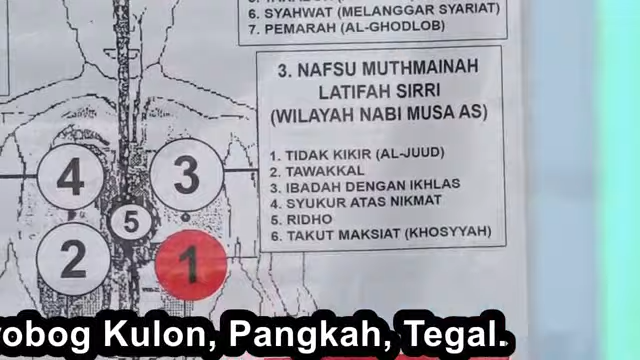 6. SYAHWAT (MELANGGAR SYARIAT)
7. PEMARAH (AL-GHODLOB)
3. NAFSU MUTHMAINAH
LATIFAH SIRRI
(WILAYAH NABI MUSA AS)
1. TIDAK KIKIR (AL-JUUD)
2. TAWAKKAL
3. IBADAH DENGAN IKHLAS
4. SYUKUR ATAS NIKMAT
5. RIDHO
6. TAKUT MAKSIAT (KHOSYYAH)
4
3
5
2
1
Kulon, Pangkah, Tegal.